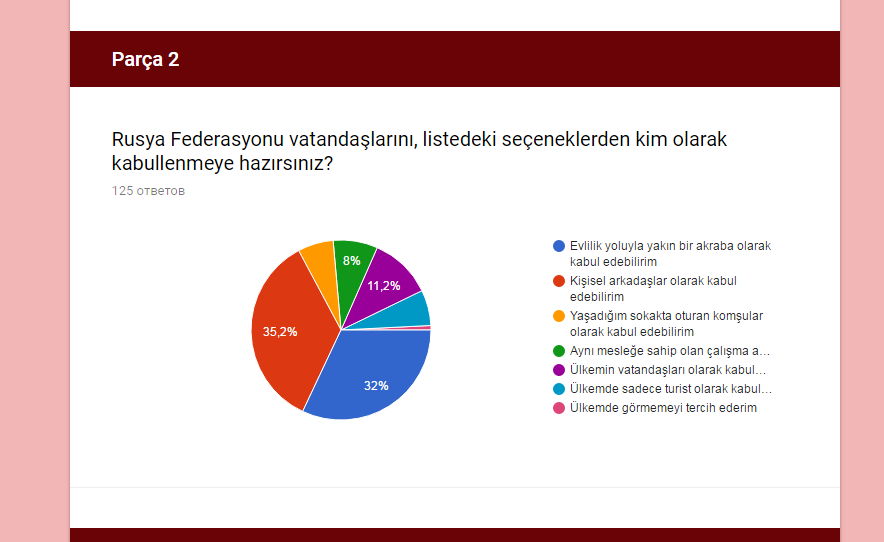 Parça 2
Rusya Federasyonu vatandaşlarını, listedeki seçeneklerden kim olarak
kabullenmeye hazırsınız?
125 ответов
8%
11,2%
35,2%
32%
Evlilik yoluyla yakın bir akraba olarak
kabul edebilirim
Kişisel arkadaşlar olarak kabul
edebilirim
Yaşadığım sokakta oturan komşular
olarak kabul edebilirim
Aynı mesleğe sahip olan çalışma a...
Ülkemin vatandaşları olarak kabul...
Ülkemde sadece turist olarak kabul...
Ülkemde görmemeyi tercih ederim